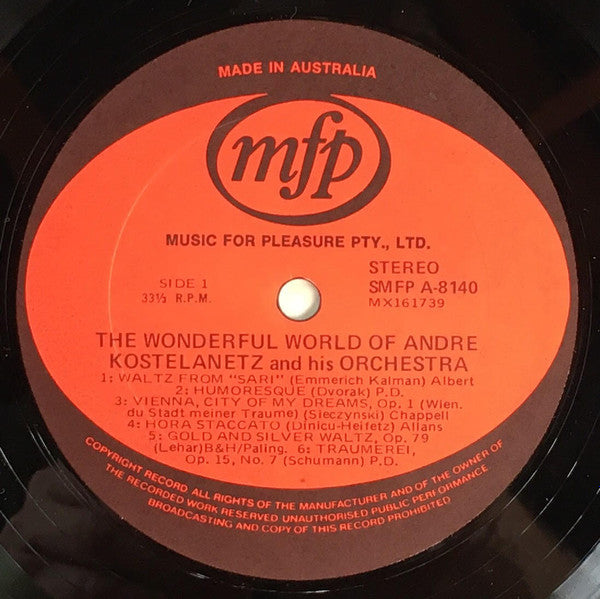 MADE IN AUSTRALIA
mfp
MUSIC FOR PLEASURE PTY., LTD.
SIDE 1
33⅓ R.P.M.
STEREO
SMFP A-8140
MX161739
THE WONDERFUL WORLD OF ANDRE
KOSTELANETZ and his ORCHESTRA
1: WALTZ FROM "SARI" (Emmerich Kalman) Albert
2: HUMORESQUE (Dvorak) P.D.
3: VIENNA, CITY OF MY DREAMS, Op. 1 (Wien.
du Stadt meiner Traume) (Sieczynski) Chappell
4: HORA STACCATO (Dinicu-Heifetz) Allans
5: GOLD AND SILVER WALTZ, Op. 79
(Lehar)B&H/Paling. 6: TRAUMEREI,
Op. 15, No. 7 (Schumann) P.D.
COPYRIGHT RECORD ALL RIGHTS OF THE MANUFACTURER AND OF THE OWNER OF
THE RECORDED WORK RESERVED UNAUTHORISED PUBLIC PERFORMANCE
BROADCASTING AND COPY OF THIS RECORD PROHIBITED